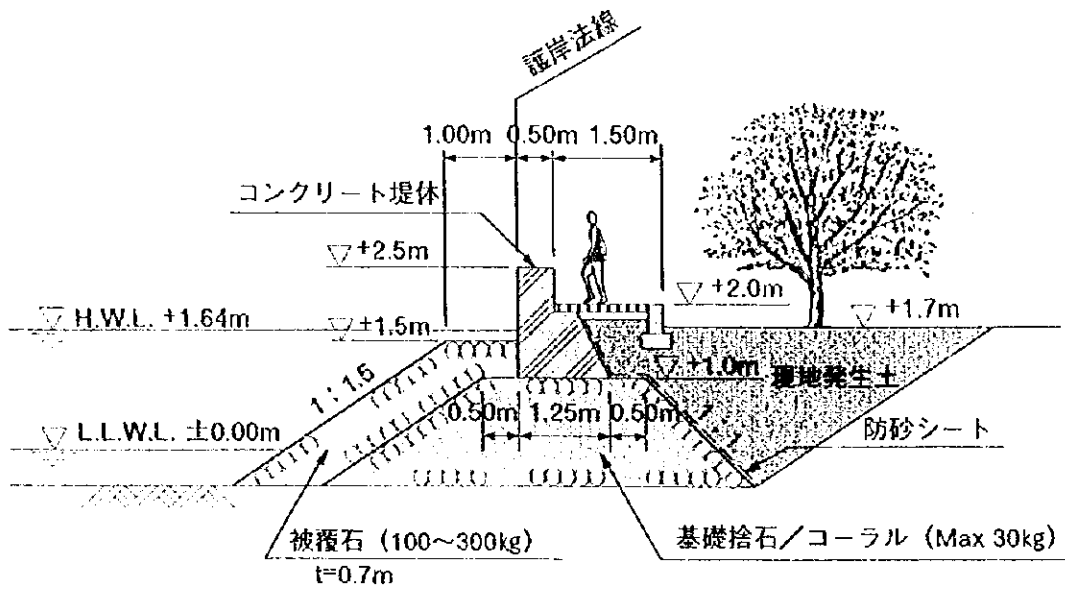 護岸法線
1.00m 0.50m 1.50m
コンクリート堤体
+2.5m
+2.0m
H.W.L. +1.64m
+1.5m
+1.7m
+1.0m
現地発生土
1:1.6
0.50m 1.25m 0.50m
L.L.W.L. ±0.00m
防砂シート
被覆石 (100～300kg)
t=0.7m
基礎捨石/コーラル (Max 30kg)